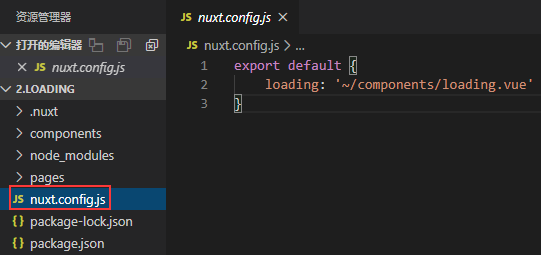 资源管理器
打开的编辑器
× JS nuxt.config.js
2.LOADING
> .nuxt
> components
> node_modules
> pages
JS nuxt.config.js
{} package-lock.json
{} package.json
JS nuxt.config.js ×
JS nuxt.config.js > ...
1 export default {
2 loading: '~/components/loading.vue'
3 }